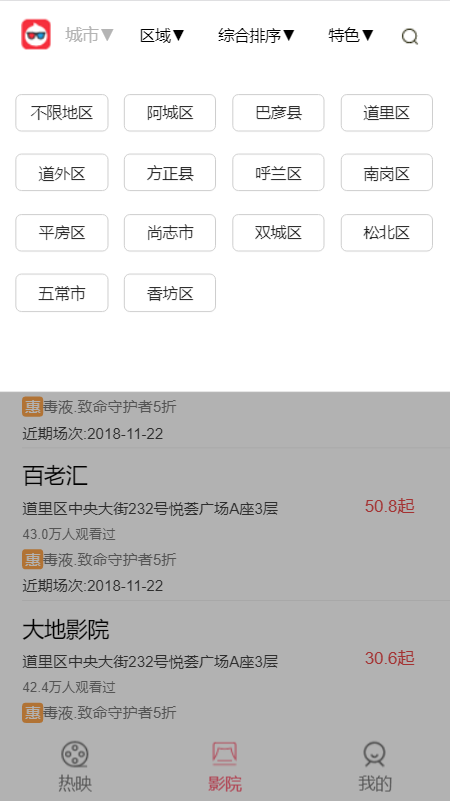 城市▼ 区域▼ 综合排序▼ 特色▼
不限地区 阿城区 巴彦县 道里区
道外区 方正县 呼兰区 南岗区
平房区 尚志市 双城区 松北区
五常市 香坊区
惠毒液.致命守护者5折
近期场次:2018-11-22
百老汇
道里区中央大街232号悦荟广场A座3层 50.8起
43.0万人观看过
惠毒液.致命守护者5折
近期场次:2018-11-22
大地影院
道里区中央大街232号悦荟广场A座3层 30.6起
42.4万人观看过
惠毒液.致命守护者5折
热映 影院 我的